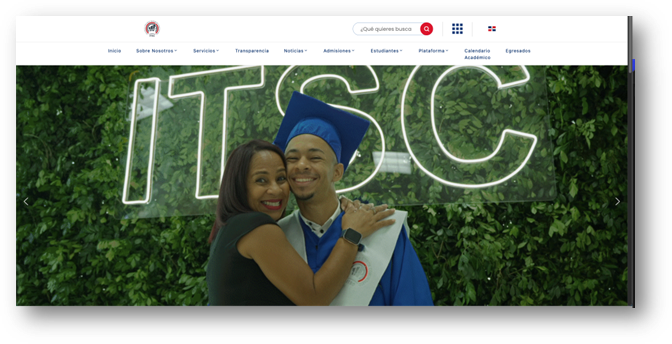 ¿Qué quieres busca
Inicio Sobre Nosotros Servicios Transparencia Noticias Admisiones Estudiantes Plataforma Calendario Académico Egresados
ITSC